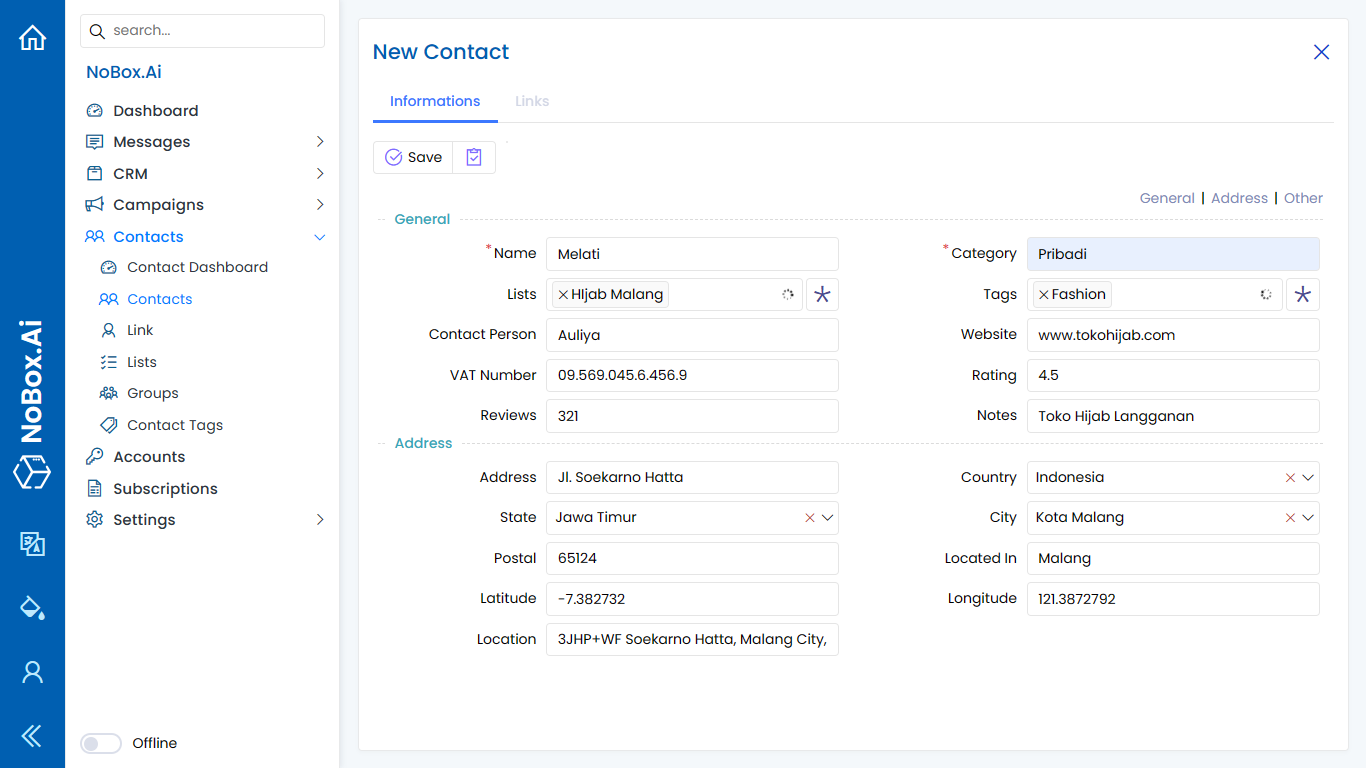 search...
NoBox.Ai
Dashboard
Messages
CRM
Campaigns
Contacts
Contact Dashboard
Contacts
Link
Lists
Groups
Contact Tags
Accounts
Subscriptions
Settings
Offline
NoBox.Ai
New Contact
Informations Links
Save
General | Address | Other
General
*Name Melati
*Category Pribadi
Lists HIjab Malang
Tags Fashion
Contact Person Auliya
Website www.tokohijab.com
VAT Number 09.569.045.6.456.9
Rating 4.5
Reviews 321
Notes Toko Hijab Langganan
Address
Address Jl. Soekarno Hatta
Country Indonesia
State Jawa Timur
City Kota Malang
Postal 65124
Located In Malang
Latitude -7.382732
Longitude 121.3872792
Location 3JHP+WF Soekarno Hatta, Malang City,